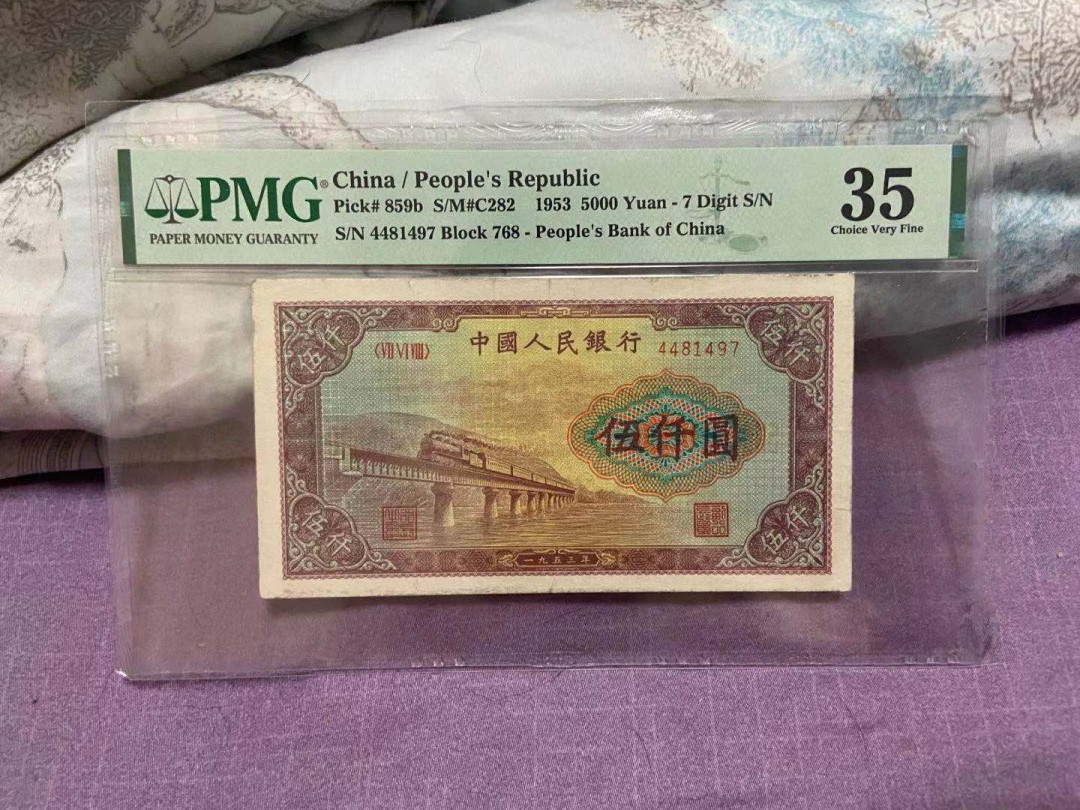 PMG®
PAPER MONEY GUARANTY
China / People's Republic
Pick# 859b S/M#C282 1953 5000 Yuan - 7 Digit S/N
S/N 4481497 Block 768 - People's Bank of China
35
Choice Very Fine
伍仟
伍仟
〈VII VI VIII〉
中國人民銀行
4481497
伍仟圓
伍仟
伍仟
一九五三年